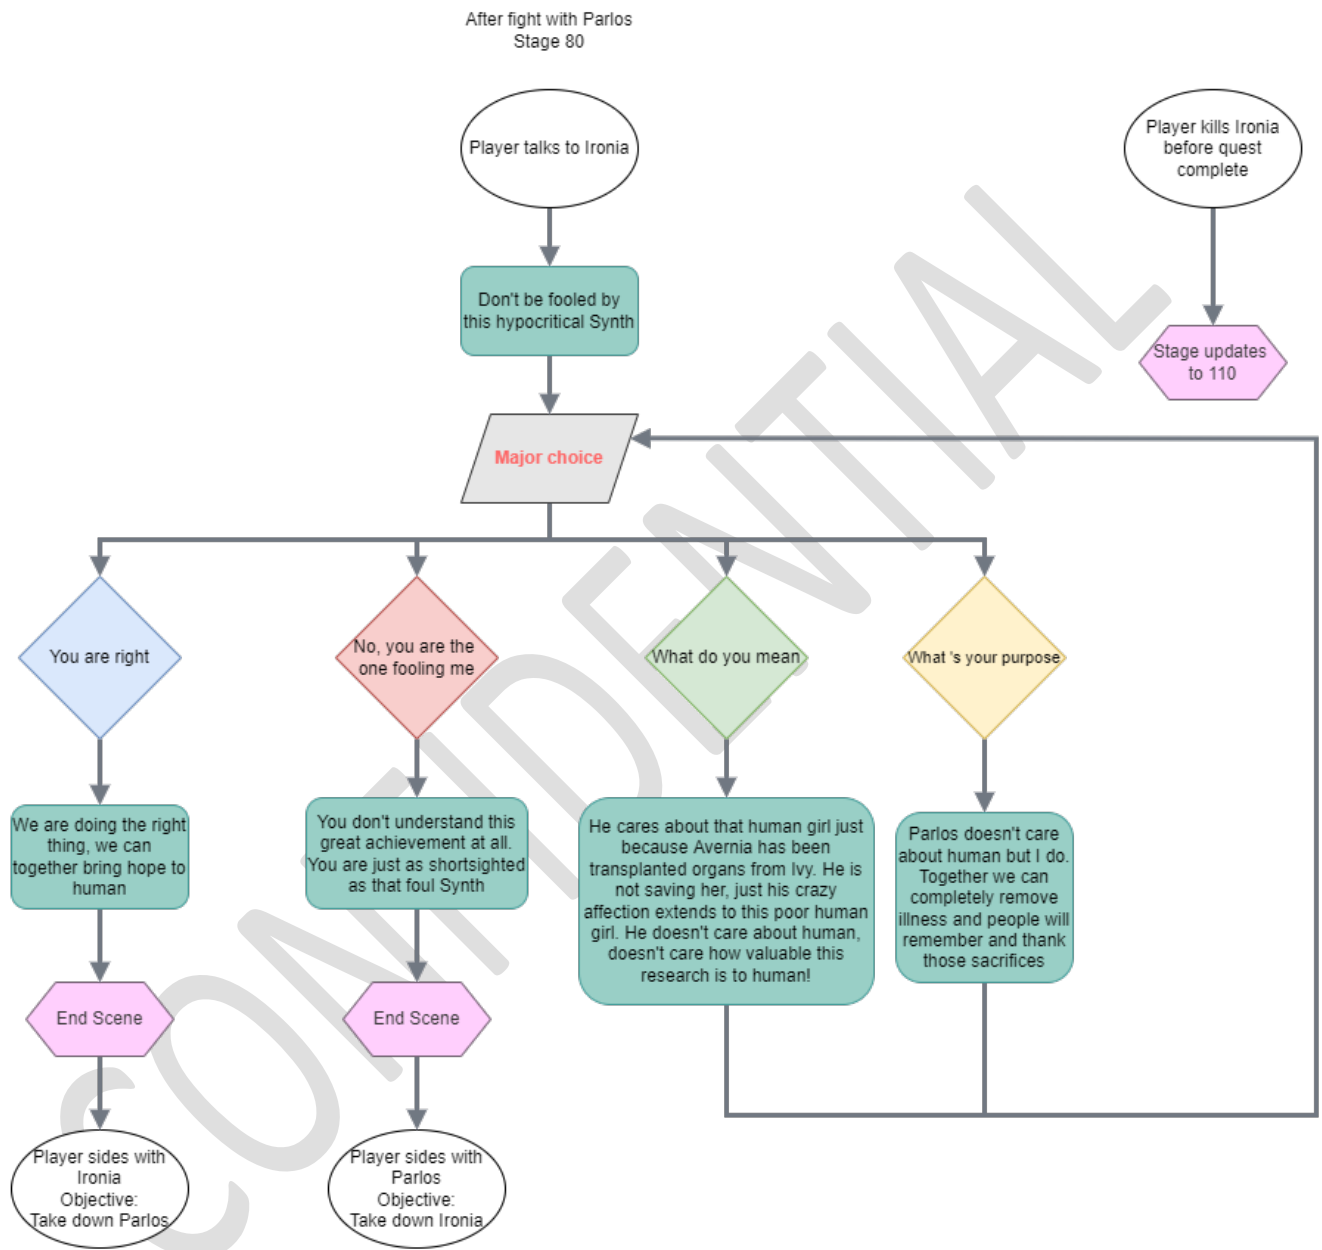 After fight with Parlos
Stage 80
Player talks to Ironia
Player kills Ironia
before quest
complete
Don't be fooled by
this hypocritical Synth
Stage updates
to 110
Major choice
You are right
No, you are the
one fooling me
What do you mean
What 's your purpose
We are doing the right
thing, we can
together bring hope to
human
You don't understand this
great achievement at all.
You are just as shortsighted
as that foul Synth
He cares about that human girl just
because Avernia has been
transplanted organs from Ivy. He is
not saving her, just his crazy
affection extends to this poor human
girl. He doesn't care about human,
doesn't care how valuable this
research is to human!
Parlos doesn't care
about human but I do.
Together we can
completely remove
illness and people will
remember and thank
those sacrifices
End Scene
End Scene
Player sides with
Ironia
Objective:
Take down Parlos
Player sides with
Parlos
Objective:
Take down Ironia
CONFIDENTIAL